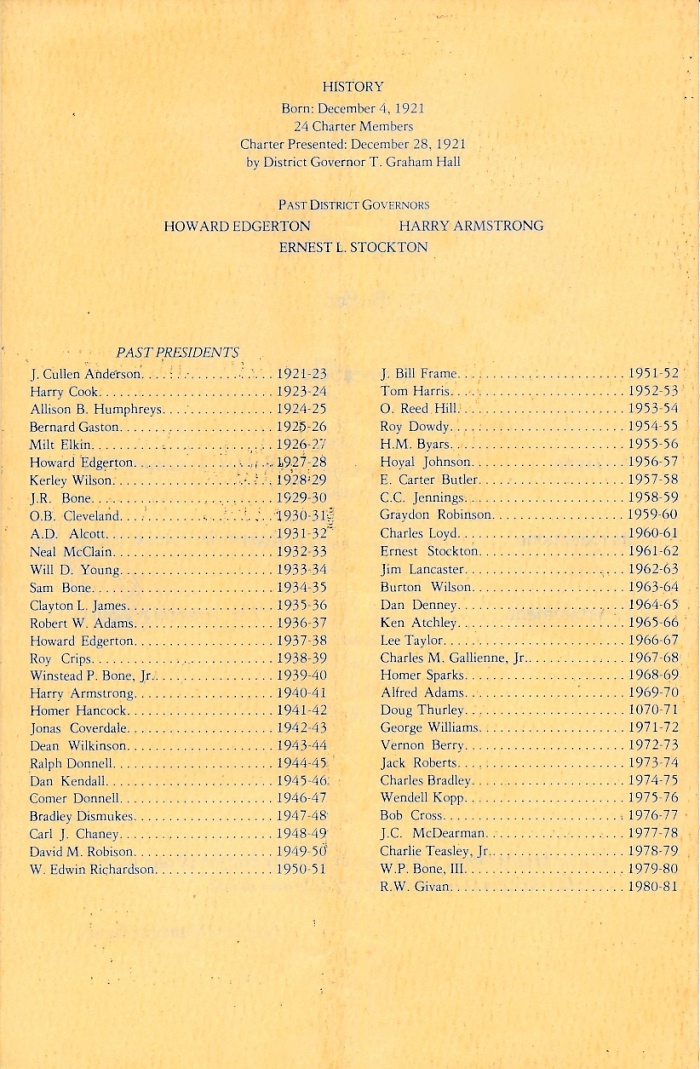 HISTORY
Born: December 4, 1921
24 Charter Members
Charter Presented: December 28, 1921
by District Governor T. Graham Hall
PAST DISTRICT GOVERNORS
HOWARD EDGERTON HARRY ARMSTRONG
ERNEST L. STOCKTON
PAST PRESIDENTS
J. Cullen Anderson. . . . . . . . . . . . . . . . 1921-23
Harry Cook. . . . . . . . . . . . . . . . 1923-24
Allison B. Humphreys. . . . . . . . . . . . . . . . 1924-25
Bernard Gaston. . . . . . . . . . . . . . . . 1925-26
Milt Elkin. . . . . . . . . . . . . . . . 1926-27
Howard Edgerton. . . . . . . . . . . . . . . . 1927-28
Kerley Wilson. . . . . . . . . . . . . . . . 1928-29
J.R. Bone. . . . . . . . . . . . . . . . 1929-30
O.B. Cleveland. . . . . . . . . . . . . . . . 1930-31
A.D. Alcott. . . . . . . . . . . . . . . . 1931-32
Neal McClain. . . . . . . . . . . . . . . . 1932-33
Will D. Young. . . . . . . . . . . . . . . . 1933-34
Sam Bone. . . . . . . . . . . . . . . . 1934-35
Clayton L. James. . . . . . . . . . . . . . . . 1935-36
Robert W. Adams. . . . . . . . . . . . . . . . 1936-37
Howard Edgerton. . . . . . . . . . . . . . . . 1937-38
Roy Crips. . . . . . . . . . . . . . . . 1938-39
Winstead P. Bone, Jr.. . . . . . . . . . . . . . . . 1939-40
Harry Armstrong. . . . . . . . . . . . . . . . 1940-41
Homer Hancock. . . . . . . . . . . . . . . . 1941-42
Jonas Coverdale. . . . . . . . . . . . . . . . 1942-43
Dean Wilkinson. . . . . . . . . . . . . . . . 1943-44
Ralph Donnell. . . . . . . . . . . . . . . . 1944-45
Dan Kendall. . . . . . . . . . . . . . . . 1945-46
Comer Donnell. . . . . . . . . . . . . . . . 1946-47
Bradley Dismukes. . . . . . . . . . . . . . . . 1947-48
Carl J. Chaney. . . . . . . . . . . . . . . . 1948-49
David M. Robison. . . . . . . . . . . . . . . . 1949-50
W. Edwin Richardson. . . . . . . . . . . . . . . . 1950-51
J. Bill Frame. . . . . . . . . . . . . . . . 1951-52
Tom Harris. . . . . . . . . . . . . . . . 1952-53
O. Reed Hill. . . . . . . . . . . . . . . . 1953-54
Roy Dowdy. . . . . . . . . . . . . . . . 1954-55
H.M. Byars. . . . . . . . . . . . . . . . 1955-56
Hoyal Johnson. . . . . . . . . . . . . . . . 1956-57
E. Carter Butler. . . . . . . . . . . . . . . . 1957-58
C.C. Jennings. . . . . . . . . . . . . . . . 1958-59
Graydon Robinson. . . . . . . . . . . . . . . . 1959-60
Charles Loyd. . . . . . . . . . . . . . . . 1960-61
Ernest Stockton. . . . . . . . . . . . . . . . 1961-62
Jim Lancaster. . . . . . . . . . . . . . . . 1962-63
Burton Wilson. . . . . . . . . . . . . . . . 1963-64
Dan Denney. . . . . . . . . . . . . . . . 1964-65
Ken Atchley. . . . . . . . . . . . . . . . 1965-66
Lee Taylor. . . . . . . . . . . . . . . . 1966-67
Charles M. Gallienne, Jr.. . . . . . . . . . . . . . . . 1967-68
Homer Sparks. . . . . . . . . . . . . . . . 1968-69
Alfred Adams. . . . . . . . . . . . . . . . 1969-70
Doug Thurley. . . . . . . . . . . . . . . . 1070-71
George Williams. . . . . . . . . . . . . . . . 1971-72
Vernon Berry. . . . . . . . . . . . . . . . 1972-73
Jack Roberts. . . . . . . . . . . . . . . . 1973-74
Charles Bradley. . . . . . . . . . . . . . . . 1974-75
Wendell Kopp. . . . . . . . . . . . . . . . 1975-76
Bob Cross. . . . . . . . . . . . . . . . 1976-77
J.C. McDearman. . . . . . . . . . . . . . . . 1977-78
Charlie Teasley, Jr.. . . . . . . . . . . . . . . . 1978-79
W.P. Bone, III. . . . . . . . . . . . . . . . 1979-80
R.W. Givan. . . . . . . . . . . . . . . . 1980-81